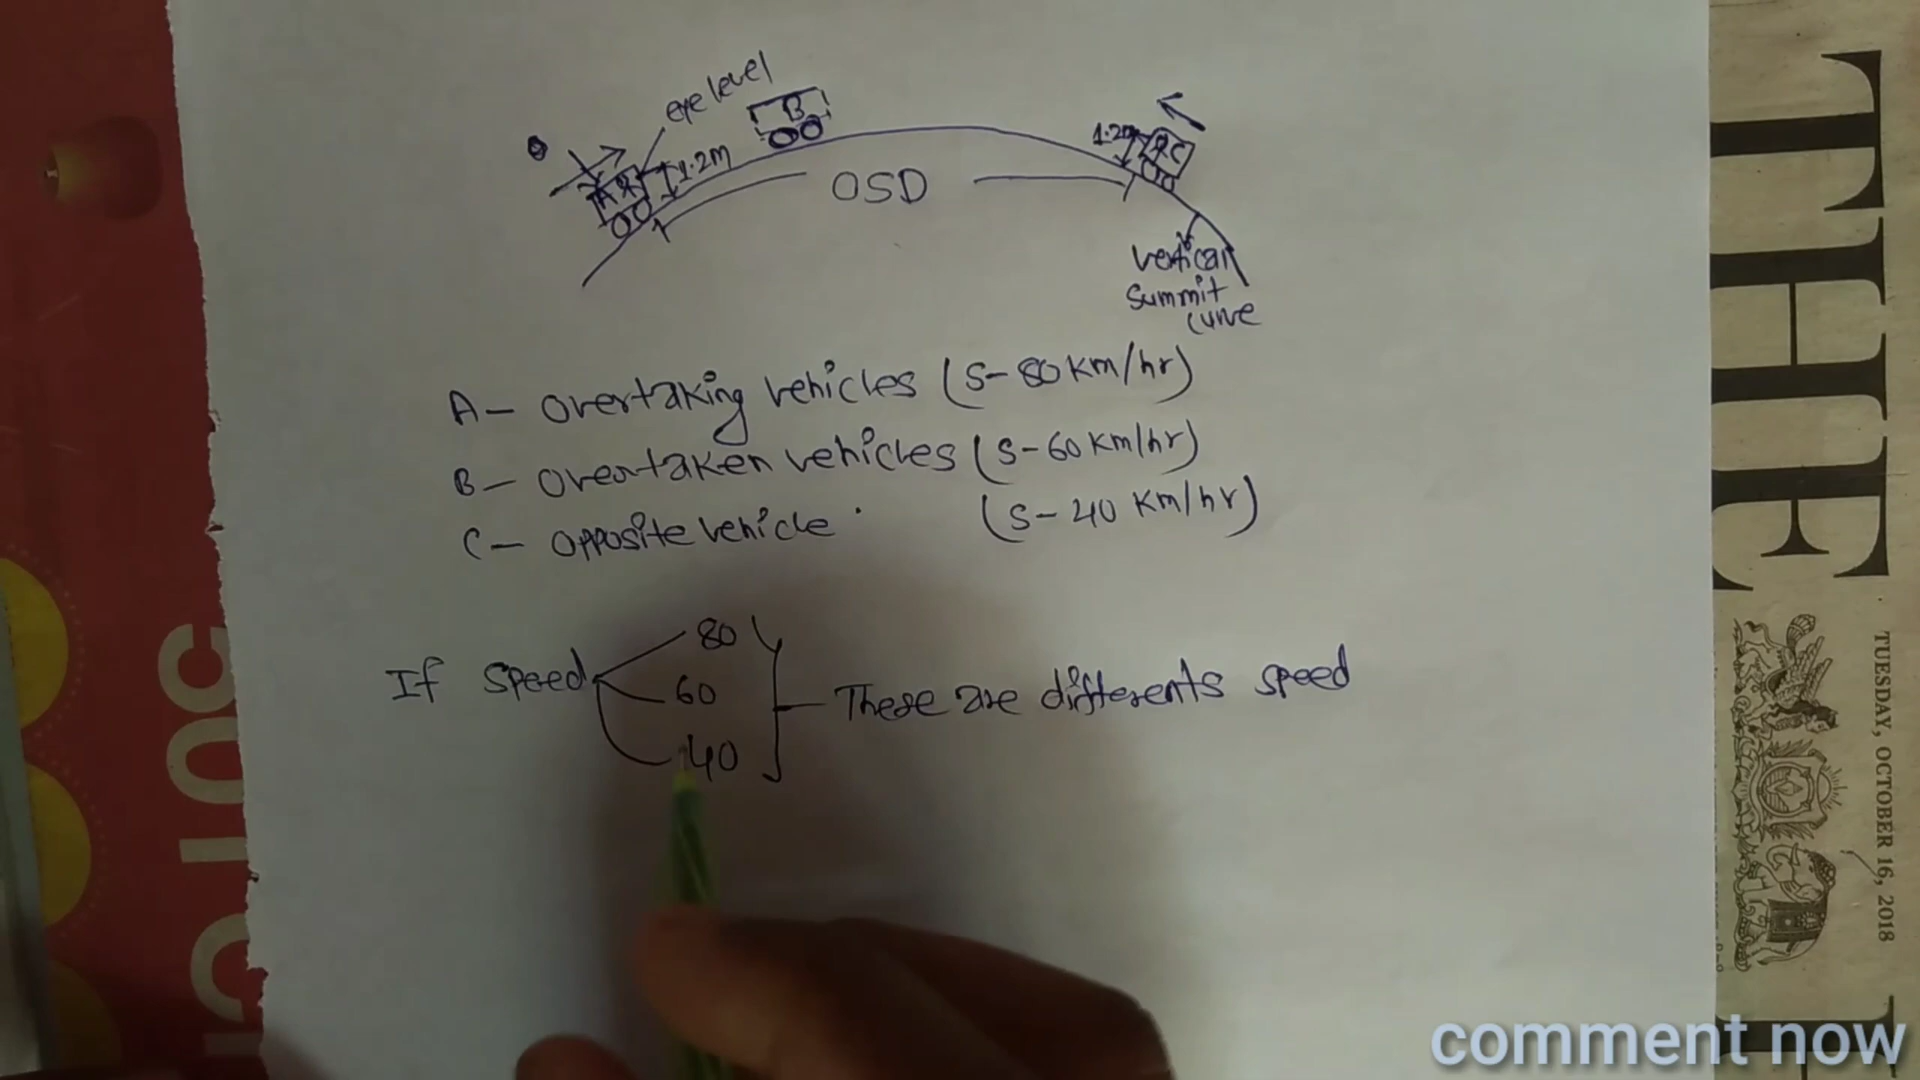 eye level
B
1.2m
A
1.2m
C
OSD
vertical
summit
curve
A- overtaking vehicles (S-80 km/hr)
B- overtaken vehicles (S-60 km/hr)
C- opposite vehicle (S-40 km/hr)
If speed
80
60
40
These are differents speed
THE
TUESDAY, OCTOBER 16, 2018
comment now